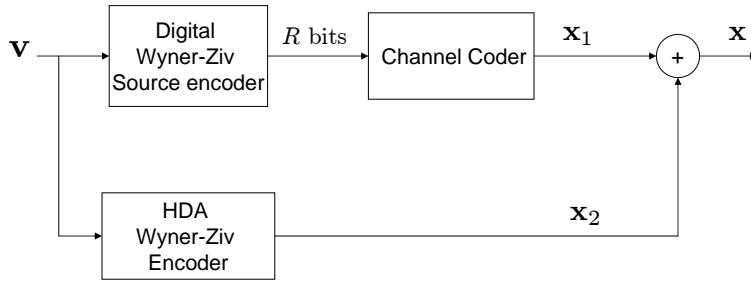 v
Digital
Wyner-Ziv
Source encoder
R bits
Channel Coder
x₁
+
x
HDA
Wyner-Ziv
Encoder
x₂